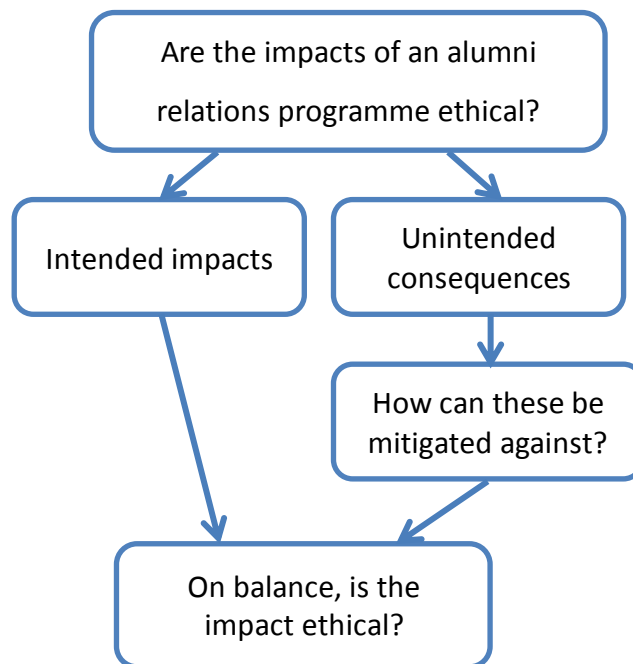 Are the impacts of an alumni
relations programme ethical?
Intended impacts
Unintended
consequences
How can these be
mitigated against?
On balance, is the
impact ethical?